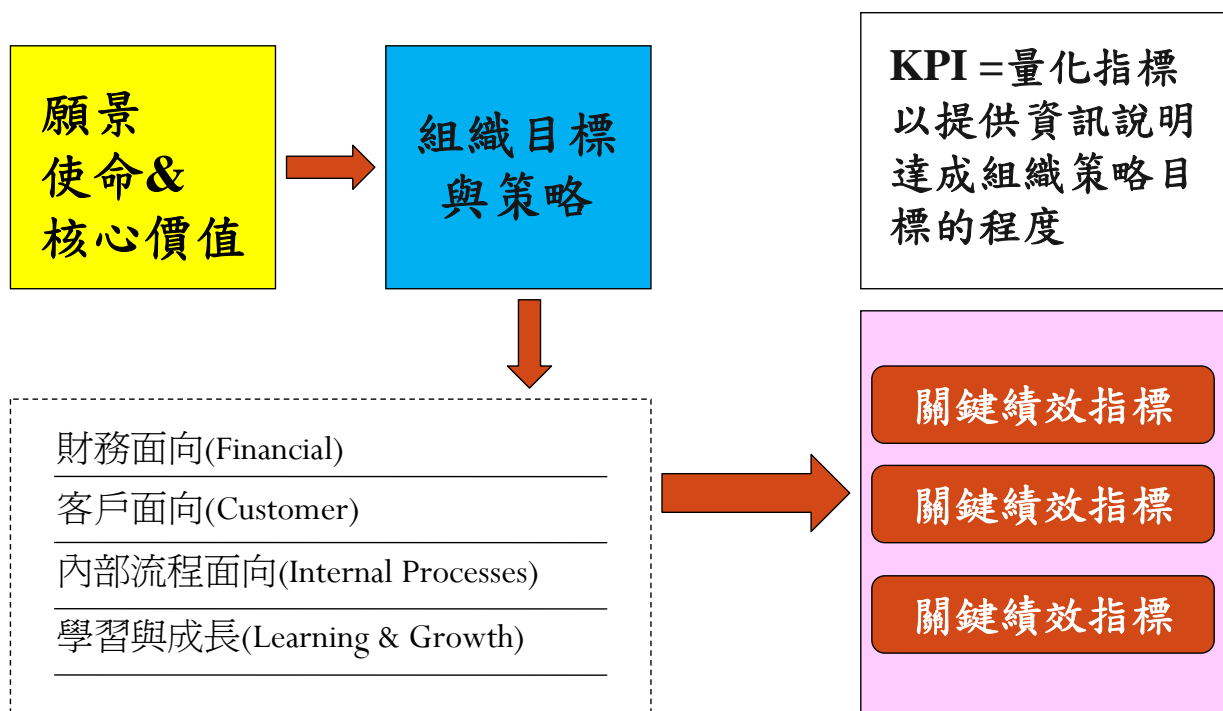 願景
使命&
核心價值
組織目標
與策略
KPI =量化指標
以提供資訊說明
達成組織策略目
標的程度
財務面向(Financial)
客戶面向(Customer)
內部流程面向(Internal Processes)
學習與成長(Learning & Growth)
關鍵績效指標
關鍵績效指標
關鍵績效指標